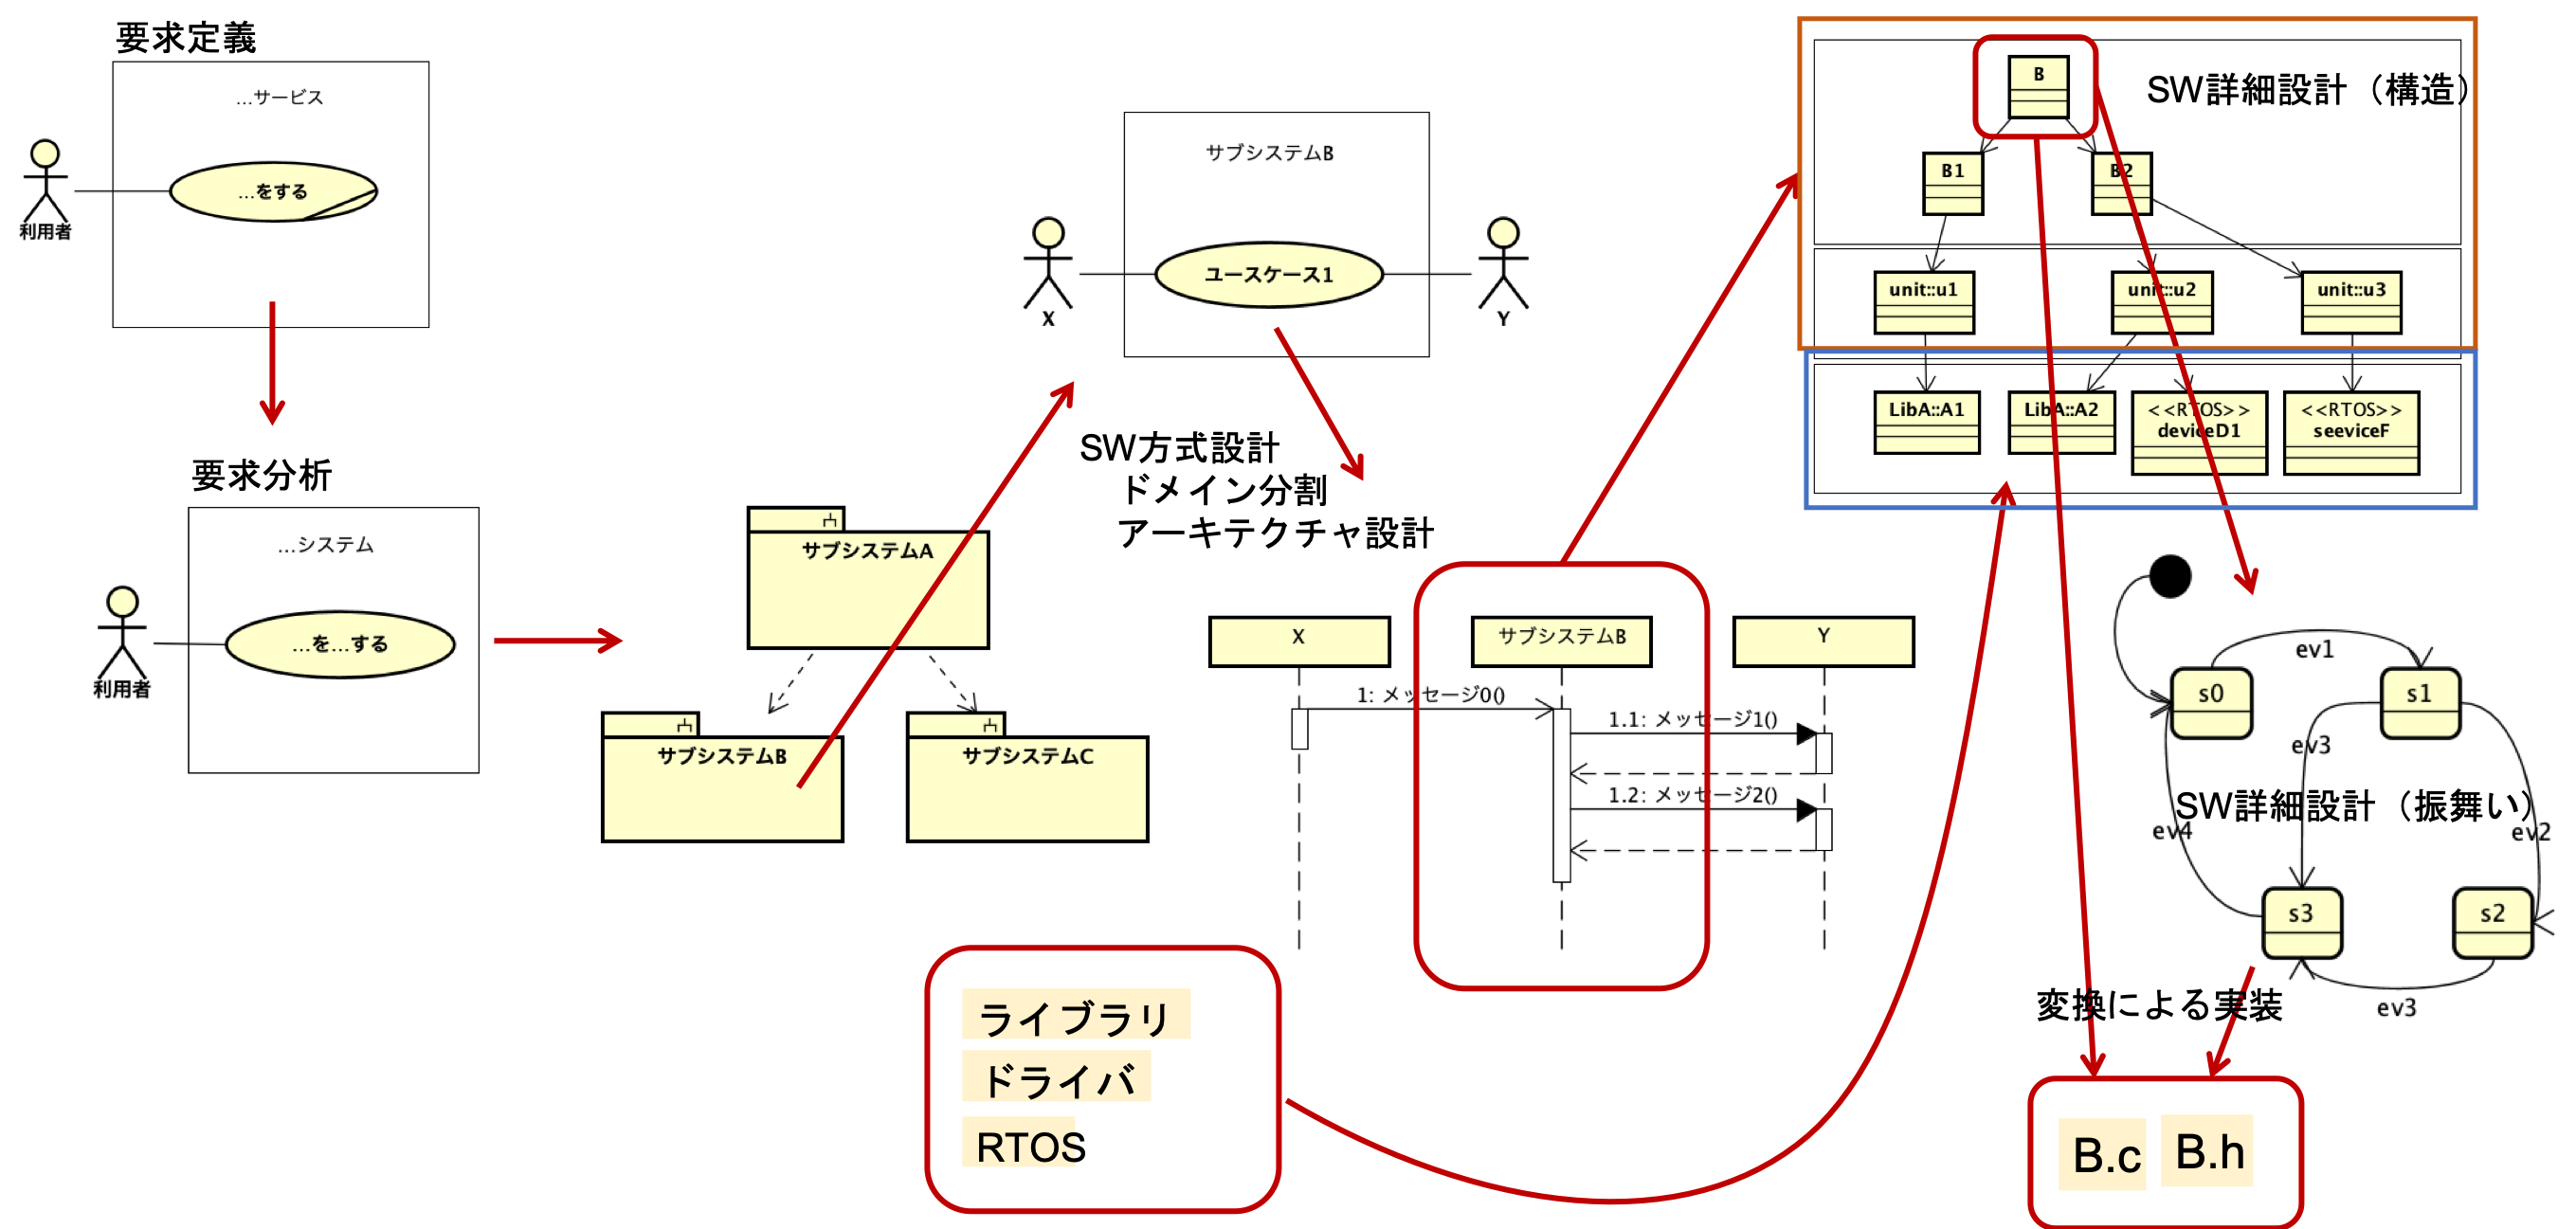 要求定義
…サービス
…をする
利用者
要求分析
…システム
…を…する
利用者
サブシステムA
サブシステムB
サブシステムC
サブシステムB
ユースケース1
X
Y
SW方式設計
ドメイン分割
アーキテクチャ設計
X
サブシステムB
Y
1: メッセージ0()
1.1: メッセージ1()
1.2: メッセージ2()
ライブラリ
ドライバ
RTOS
SW詳細設計（構造）
B
B1
B2
unit::u1
unit::u2
unit::u3
LibA::A1
LibA::A2
<<RTOS>>
deviceD1
<<RTOS>>
seeviceF
ev1
s0
s1
ev3
SW詳細設計（振舞い）
ev4
ev2
s3
s2
ev3
変換による実装
B.c
B.h